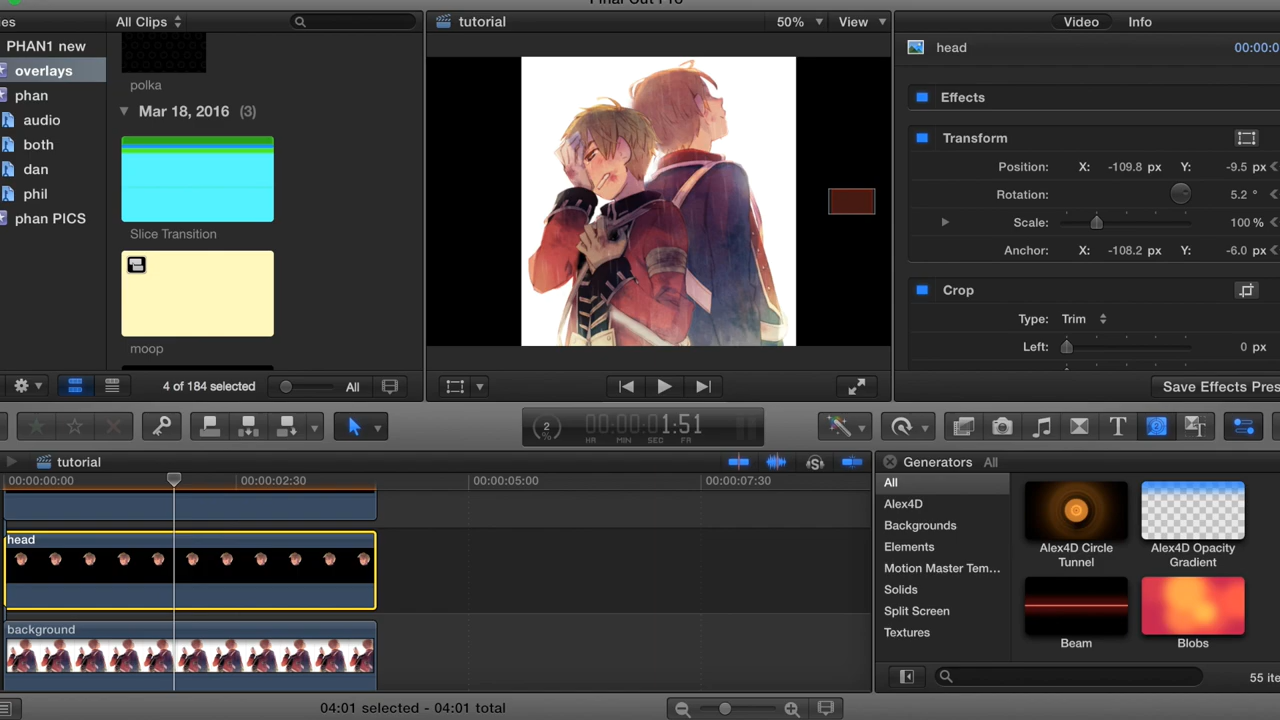 Final Cut Pro
es
All Clips
tutorial
50%
View
Video
Info
PHAN1 new
overlays
phan
audio
both
dan
phil
phan PICS
polka
Mar 18, 2016 (3)
Slice Transition
moop
head
00:00:0
Effects
Transform
Position: X: -109.8 px Y: -9.5 px
Rotation: 5.2 °
Scale: 100 %
Anchor: X: -108.2 px Y: -6.0 px
Crop
Type: Trim
Left: 0 px
4 of 184 selected
All
Save Effects Pres
2
%
00:00:01:51
HR MIN SEC FR
tutorial
00:00:00:00
00:00:02:30
00:00:05:00
00:00:07:30
head
background
Generators All
All
Alex4D
Backgrounds
Elements
Motion Master Tem...
Solids
Split Screen
Textures
Alex4D Circle
Tunnel
Alex4D Opacity
Gradient
Beam
Blobs
55 ite
04:01 selected - 04:01 total